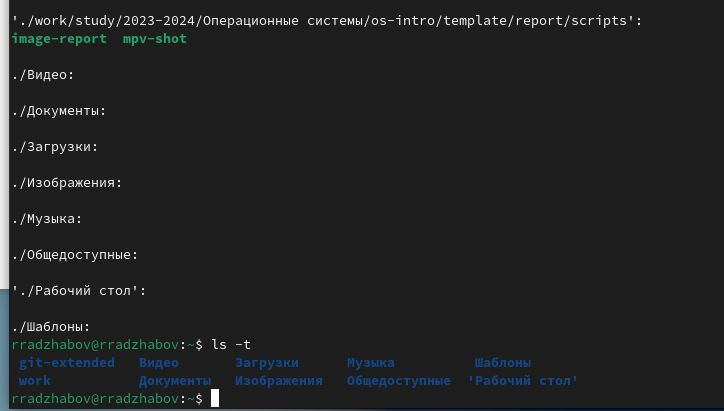 './work/study/2023-2024/Операционные системы/os-intro/template/report/scripts':
image-report  mpv-shot
./Видео:
./Документы:
./Загрузки:
./Изображения:
./Музыка:
./Общедоступные:
'./Рабочий стол':
./Шаблоны:
rradzhabov@rradzhabov:~$ ls -t
git-extended   Видео       Загрузки      Музыка          Шаблоны
work           Документы   Изображения   Общедоступные  'Рабочий стол'
rradzhabov@rradzhabov:~$